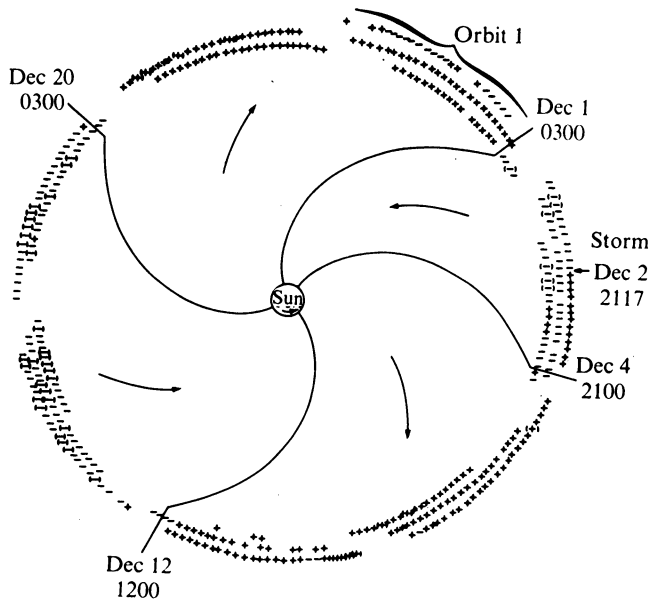 Orbit 1
Dec 20
0300
Dec 1
0300
Storm
Dec 2
2117
Sun
Dec 4
2100
Dec 12
1200